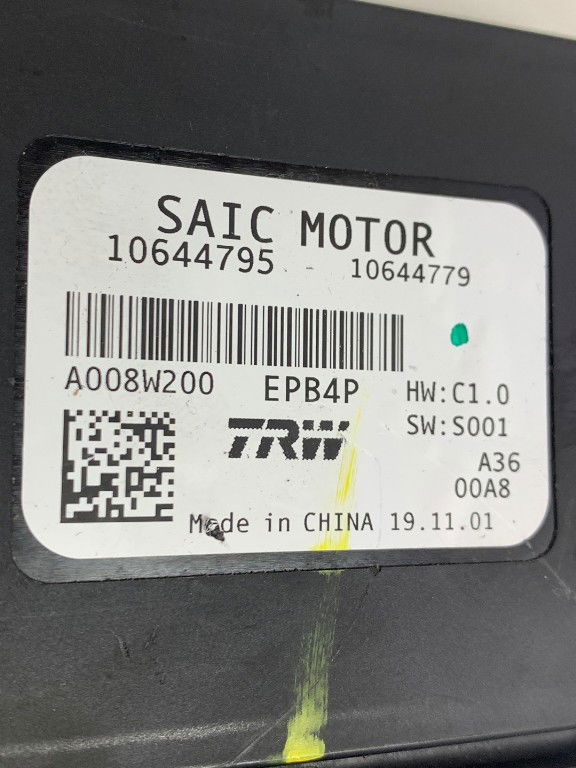 SAIC MOTOR
10644795 - 10644779
A008W200 EPB4P HW:C1.0
TRW SW:S001
A36
00A8
Made in CHINA 19.11.01